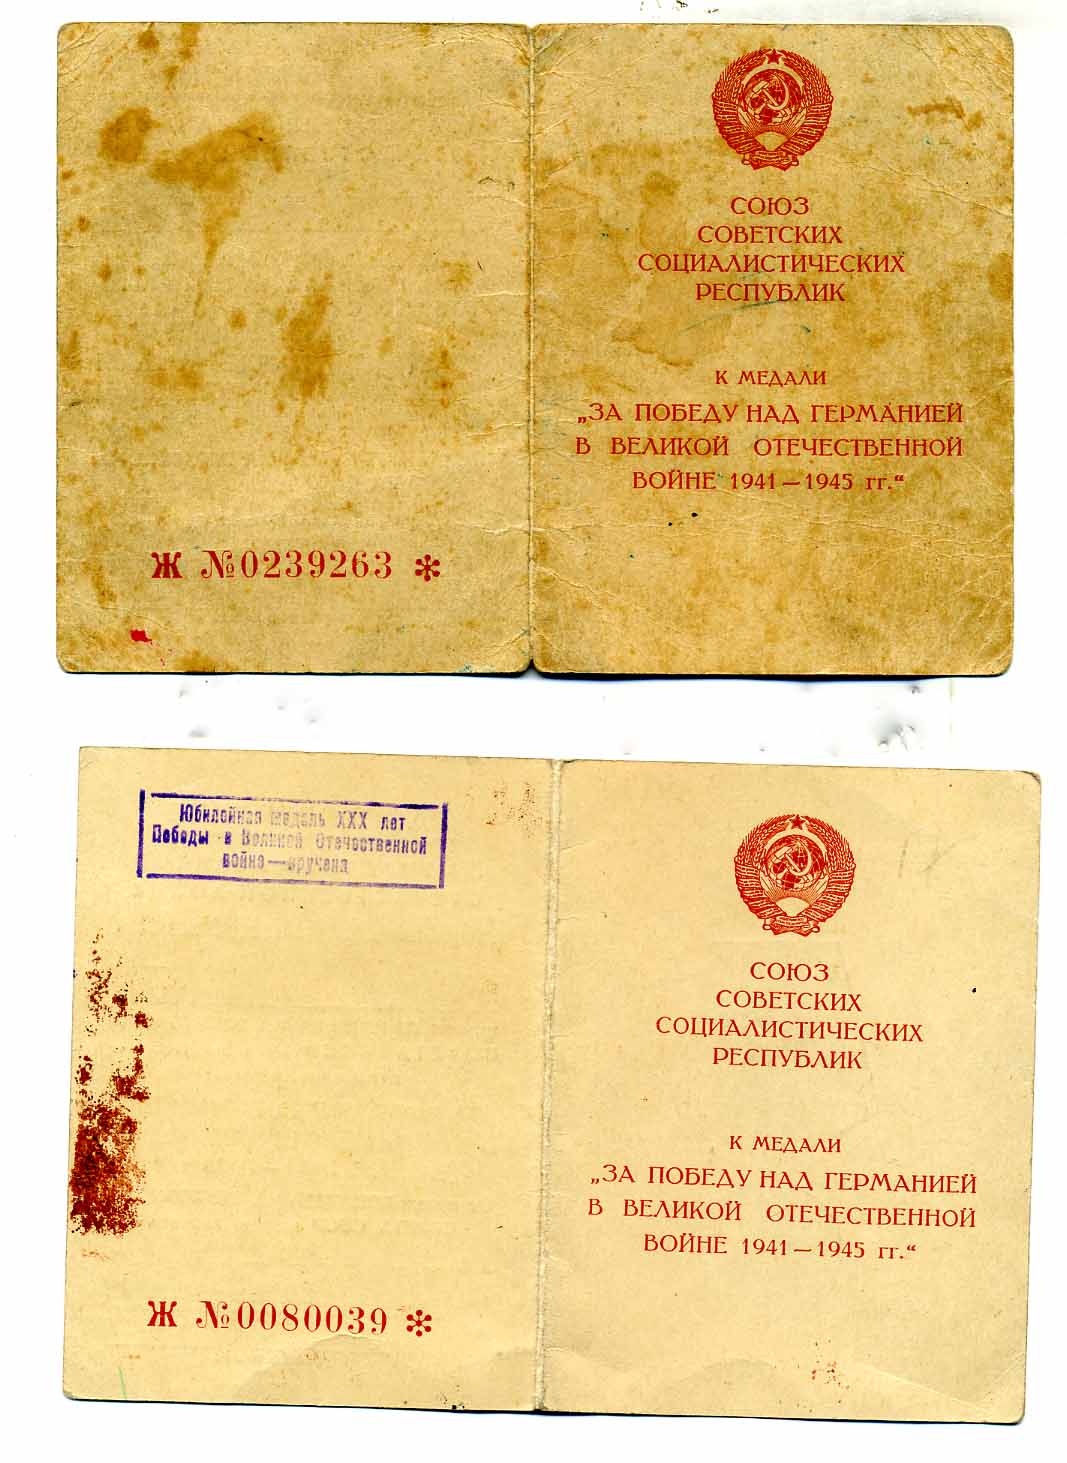 СОЮЗ
СОВЕТСКИХ
СОЦИАЛИСТИЧЕСКИХ
РЕСПУБЛИК
К МЕДАЛИ
„ЗА ПОБЕДУ НАД ГЕРМАНИЕЙ
В ВЕЛИКОЙ ОТЕЧЕСТВЕННОЙ
ВОЙНЕ 1941—1945 гг.“
Ж №0239263 *
Юбилейная медаль XXX лет
Победы в Великой Отечественной
войне—вручена
СОЮЗ
СОВЕТСКИХ
СОЦИАЛИСТИЧЕСКИХ
РЕСПУБЛИК
К МЕДАЛИ
„ЗА ПОБЕДУ НАД ГЕРМАНИЕЙ
В ВЕЛИКОЙ ОТЕЧЕСТВЕННОЙ
ВОЙНЕ 1941—1945 гг.“
Ж №0080039 *